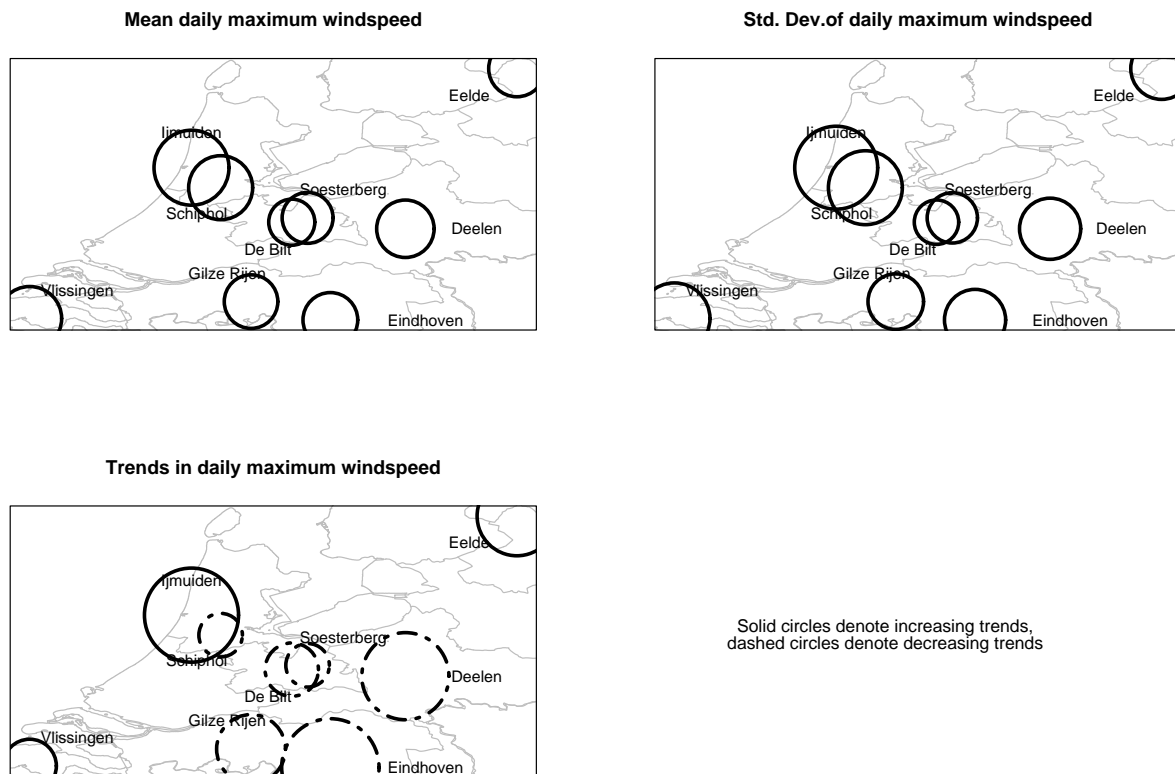 Mean daily maximum windspeed
Eelde
Ijmuiden
Soesterberg
Schiphol
Deelen
De Bilt
Gilze Rijen
Vlissingen
Eindhoven
Std. Dev.of daily maximum windspeed
Eelde
Ijmuiden
Soesterberg
Schiphol
Deelen
De Bilt
Gilze Rijen
Vlissingen
Eindhoven
Trends in daily maximum windspeed
Eelde
Ijmuiden
Soesterberg
Schiphol
Deelen
De Bilt
Gilze Rijen
Vlissingen
Eindhoven
Solid circles denote increasing trends,
dashed circles denote decreasing trends